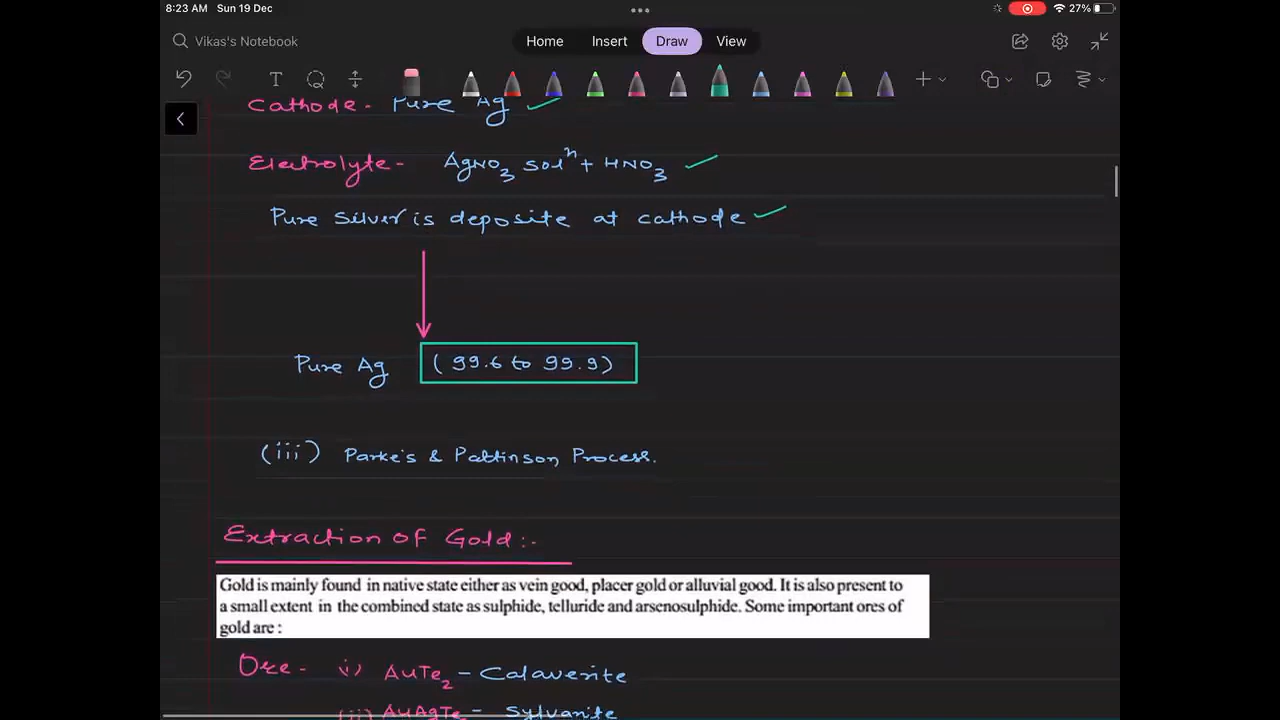 8:23 AM Sun 19 Dec
27%
Vikas's Notebook
Home Insert Draw View
Cathode - Pure Ag
Electrolyte - AgNO3 solⁿ + HNO3
Pure Silver is deposite at cathode
Pure Ag (99.6 to 99.9)
(iii) Parke's & Pattinson Process.
Extraction of Gold :-
Gold is mainly found in native state either as vein good, placer gold or alluvial good. It is also present to
a small extent in the combined state as sulphide, telluride and arsenosulphide. Some important ores of
gold are :
Ore - i) AuTe2 - Calaverite
(ii) AuAgTe - Sylvanite